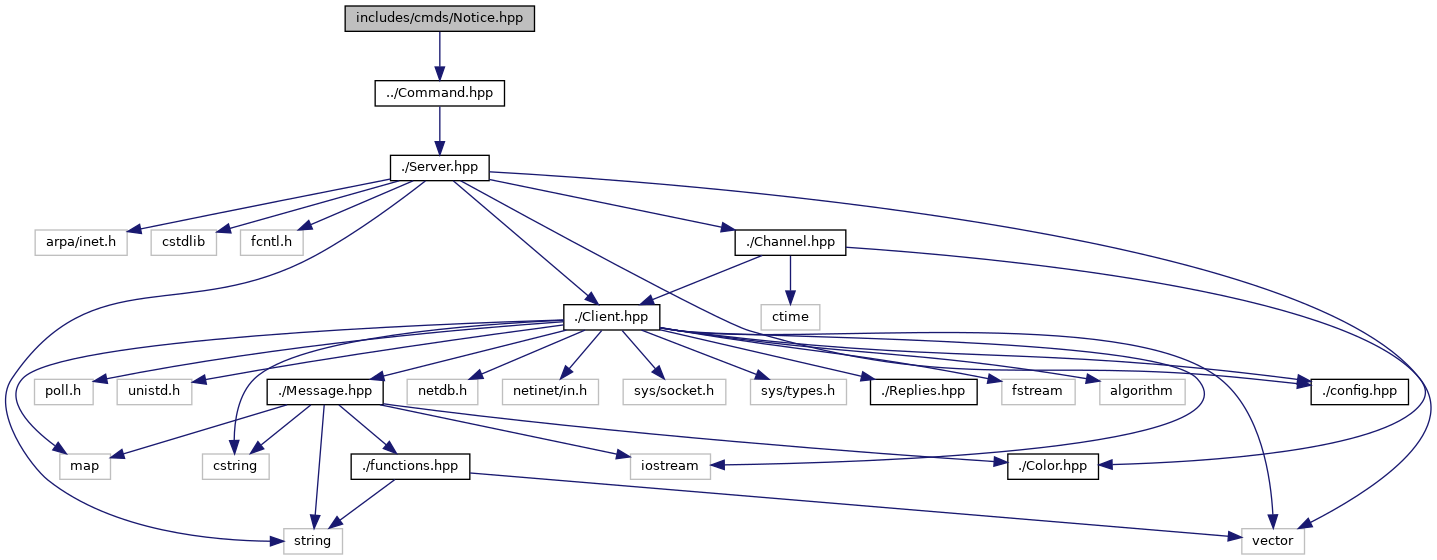 includes/cmds/Notice.hpp
../Command.hpp
./Server.hpp
arpa/inet.h
cstdlib
fcntl.h
./Channel.hpp
./Client.hpp
ctime
poll.h
unistd.h
./Message.hpp
netdb.h
netinet/in.h
sys/socket.h
sys/types.h
./Replies.hpp
fstream
algorithm
./config.hpp
map
cstring
./functions.hpp
iostream
./Color.hpp
string
vector